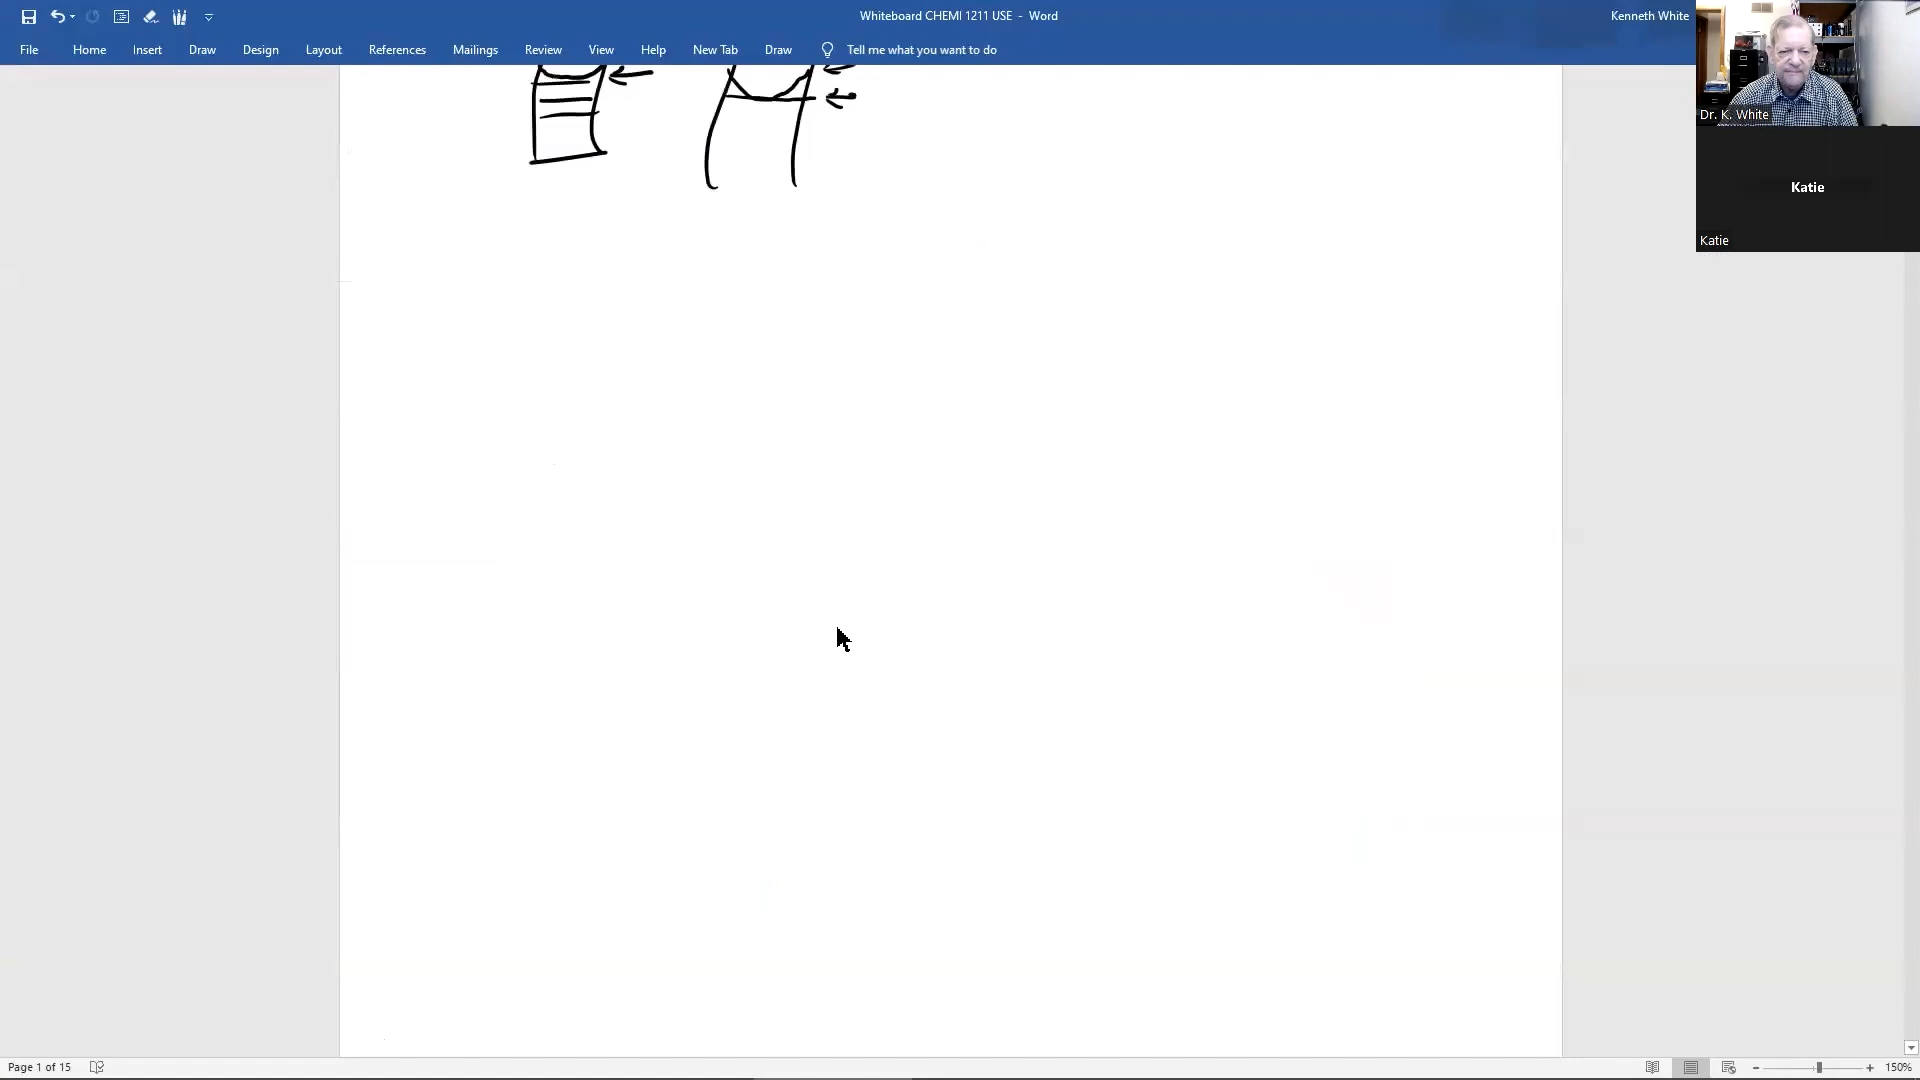 Whiteboard CHEMI 1211 USE - Word
Kenneth White
File Home Insert Draw Design Layout References Mailings Review View Help New Tab Draw Tell me what you want to do
Dr. K. White
Katie
Katie
Page 1 of 15
150%